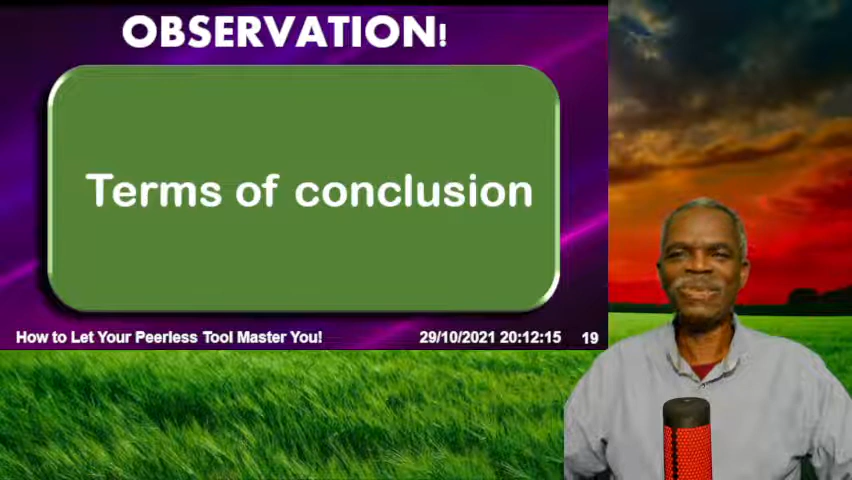 OBSERVATION!
Terms of conclusion
How to Let Your Peerless Tool Master You! 29/10/2021 20:12:15 19